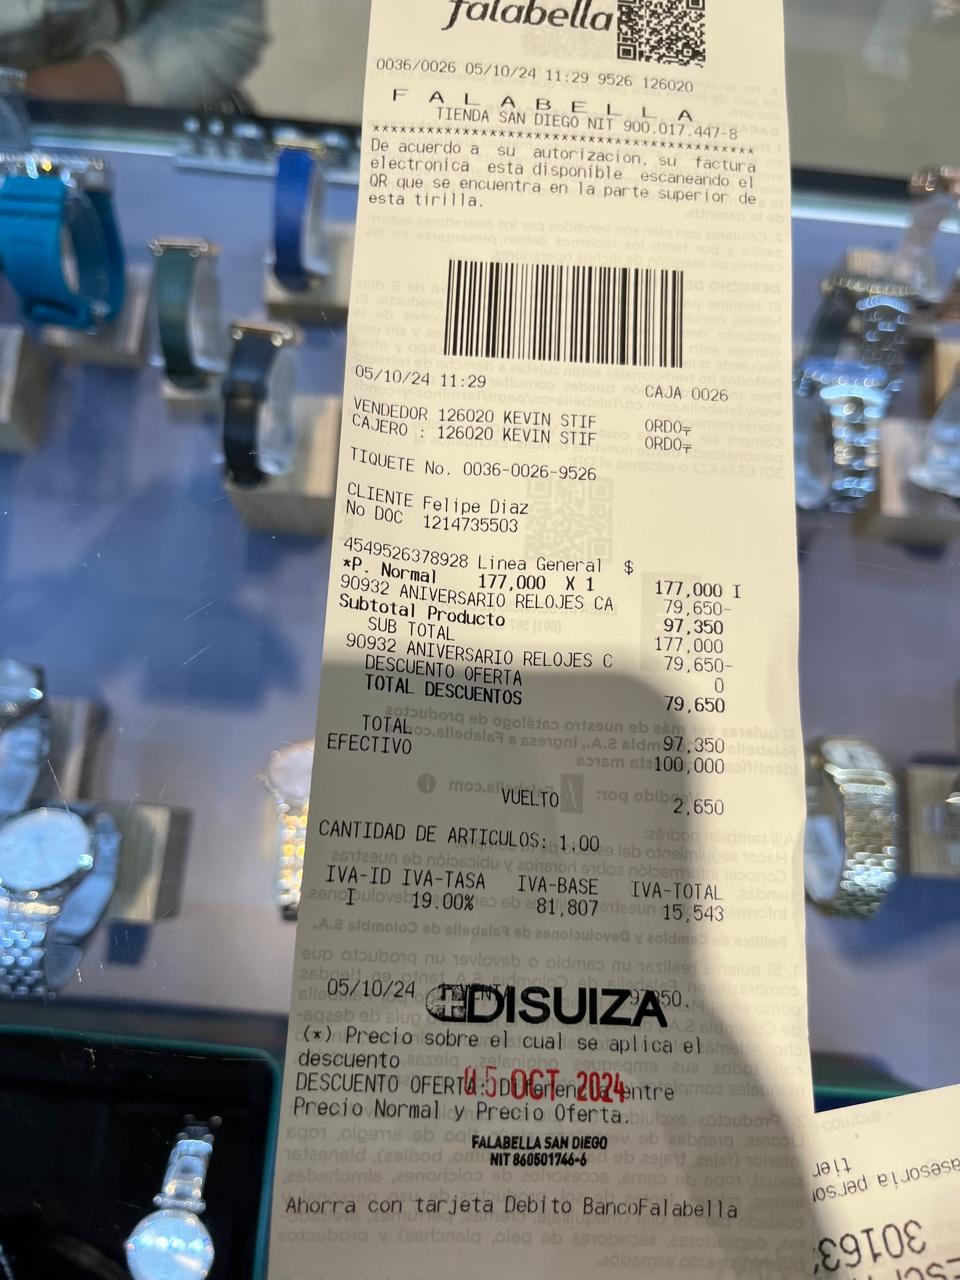 falabella
0036/0026 05/10/24 11:29 9526 126020
F A L A B E L L A
TIENDA SAN DIEGO NIT 900.017.447-8
****************************************************
De acuerdo a su autorizacion, su factura
electronica esta disponible escaneando el
QR que se encuentra en la parte superior de
esta tirilla.
05/10/24 11:29 CAJA 0026
VENDEDOR 126020 KEVIN STIF ORDO
CAJERO : 126020 KEVIN STIF ORDO
TIQUETE No. 0036-0026-9526
CLIENTE Felipe Diaz
No DOC 1214735503
4549526378928 Linea General $ 177,000 I
*P. Normal 177,000 X 1
90932 ANIVERSARIO RELOJES CA 79,650-
Subtotal Producto 97,350
SUB TOTAL 177,000
90932 ANIVERSARIO RELOJES C 79,650-
DESCUENTO OFERTA 0
TOTAL DESCUENTOS 79,650
TOTAL 97,350
EFECTIVO 100,000
VUELTO 2,650
CANTIDAD DE ARTICULOS: 1.00
IVA-ID IVA-TASA IVA-BASE IVA-TOTAL
I 19.00% 81,807 15,543
05/10/24
DISUIZA
(*) Precio sobre el cual se aplica el
descuento
DESCUENTO OFERTA: Diferencia entre
05 OCT 2024
Precio Normal y Precio Oferta.
FALABELLA SAN DIEGO
NIT 860501746-6
Ahorra con tarjeta Debito BancoFalabella
asesoria person
30163